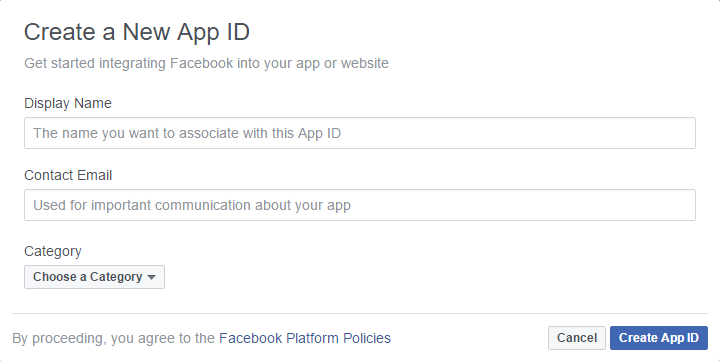 Create a New App ID
Get started integrating Facebook into your app or website
Display Name
The name you want to associate with this App ID
Contact Email
Used for important communication about your app
Category
Choose a Category
By proceeding, you agree to the Facebook Platform Policies
Cancel
Create App ID